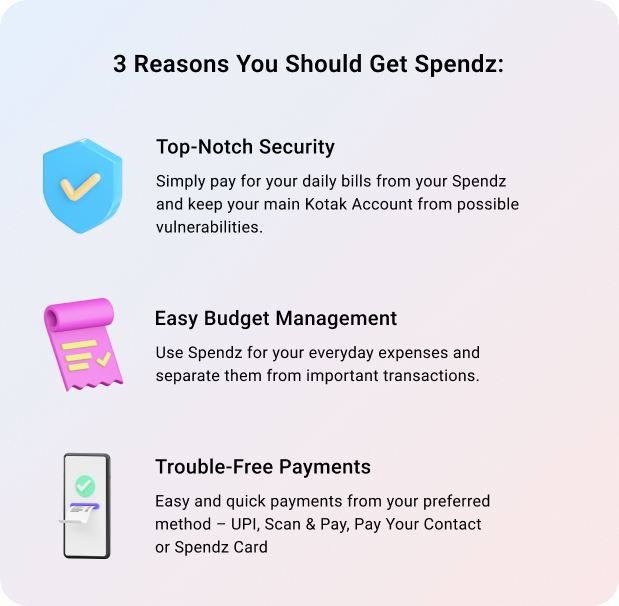 3 Reasons You Should Get Spendz:
Top-Notch Security
Simply pay for your daily bills from your Spendz
and keep your main Kotak Account from possible
vulnerabilities.
Easy Budget Management
Use Spendz for your everyday expenses and
separate them from important transactions.
Trouble-Free Payments
Easy and quick payments from your preferred
method – UPI, Scan & Pay, Pay Your Contact
or Spendz Card